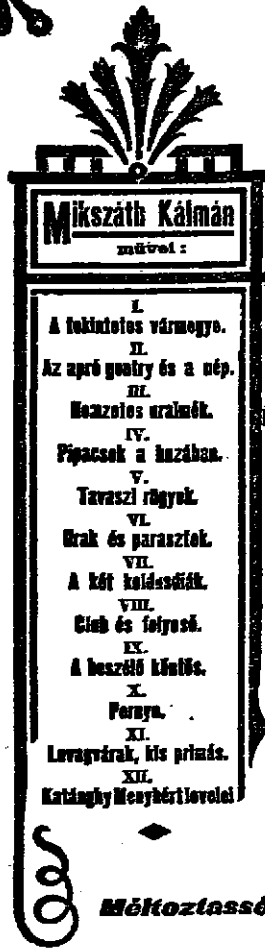 Mikszáth Kálmán
művei:
I.
A tekintetes vármegye.
II.
Az apró gentry és a nép.
III.
Nemzetes uraimék.
IV.
Pipacsok a buzában.
V.
Tavaszi rügyek.
VI.
Urak és parasztok.
VII.
A két koldusdiák.
VIII.
Club és folyosó.
IX.
A beszélő köntös.
X.
Pernye.
XI.
Lovagvárak, kis primás.
XII.
Katánghy Menyhért levelei
Méltoztassé